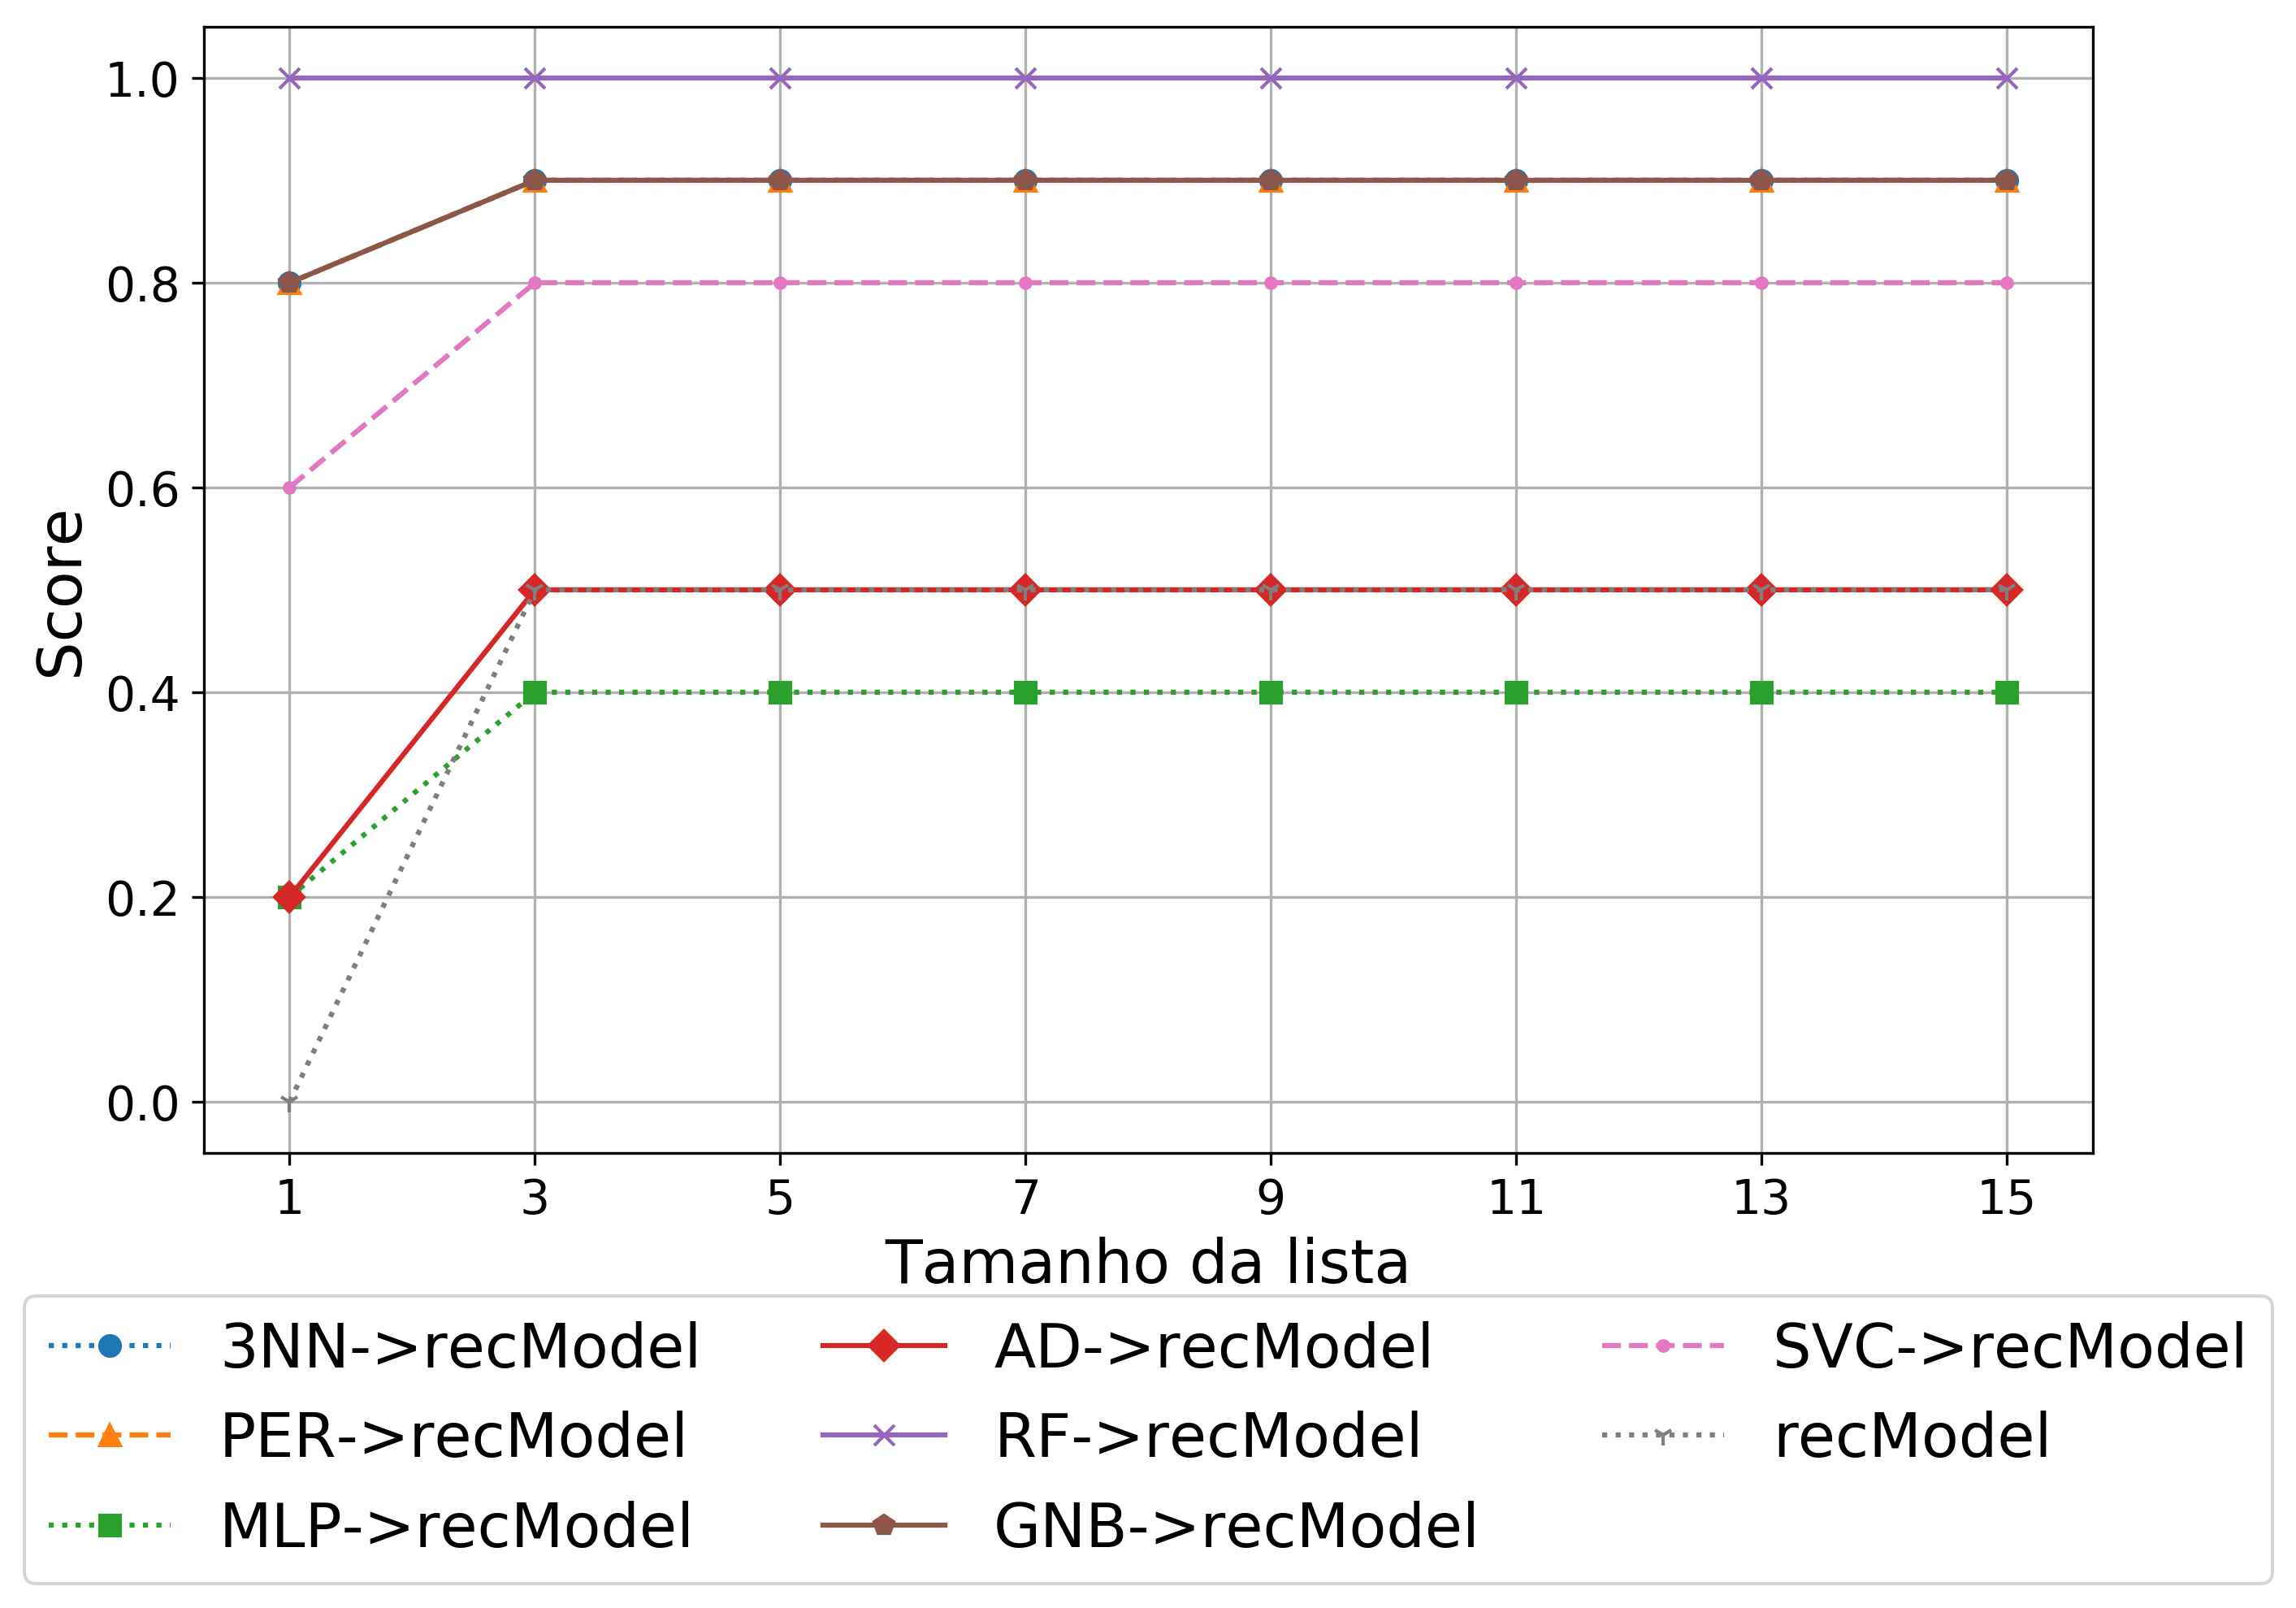 1.0
0.8
0.6
0.4
0.2
0.0
Score
1 3 5 7 9 11 13 15
Tamanho da lista
3NN->recModel
PER->recModel
MLP->recModel
AD->recModel
RF->recModel
GNB->recModel
SVC->recModel
recModel